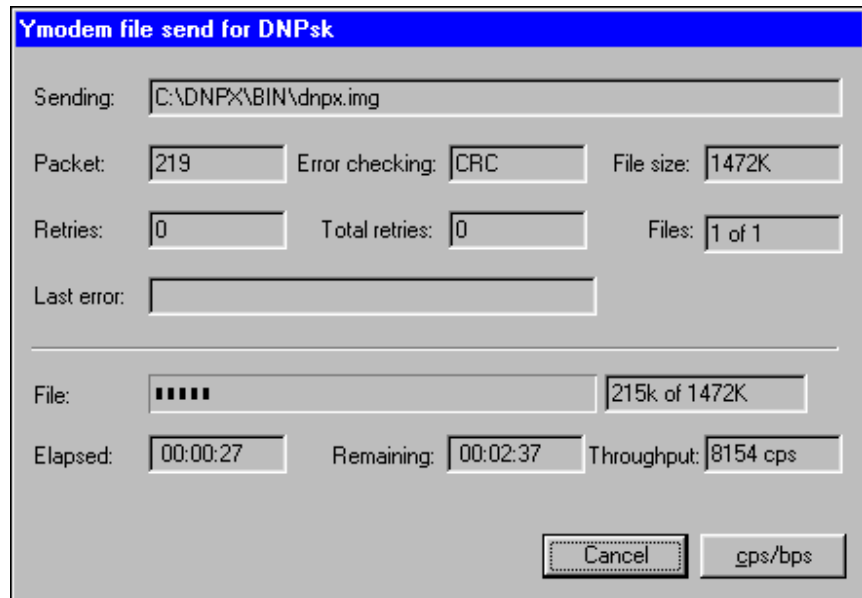 Ymodem file send for DNPsk
Sending: C:\DNPX\BIN\dnpx.img
Packet: 219 Error checking: CRC File size: 1472K
Retries: 0 Total retries: 0 Files: 1 of 1
Last error:
File: 215k of 1472K
Elapsed: 00:00:27 Remaining: 00:02:37 Throughput: 8154 cps
Cancel cps/bps